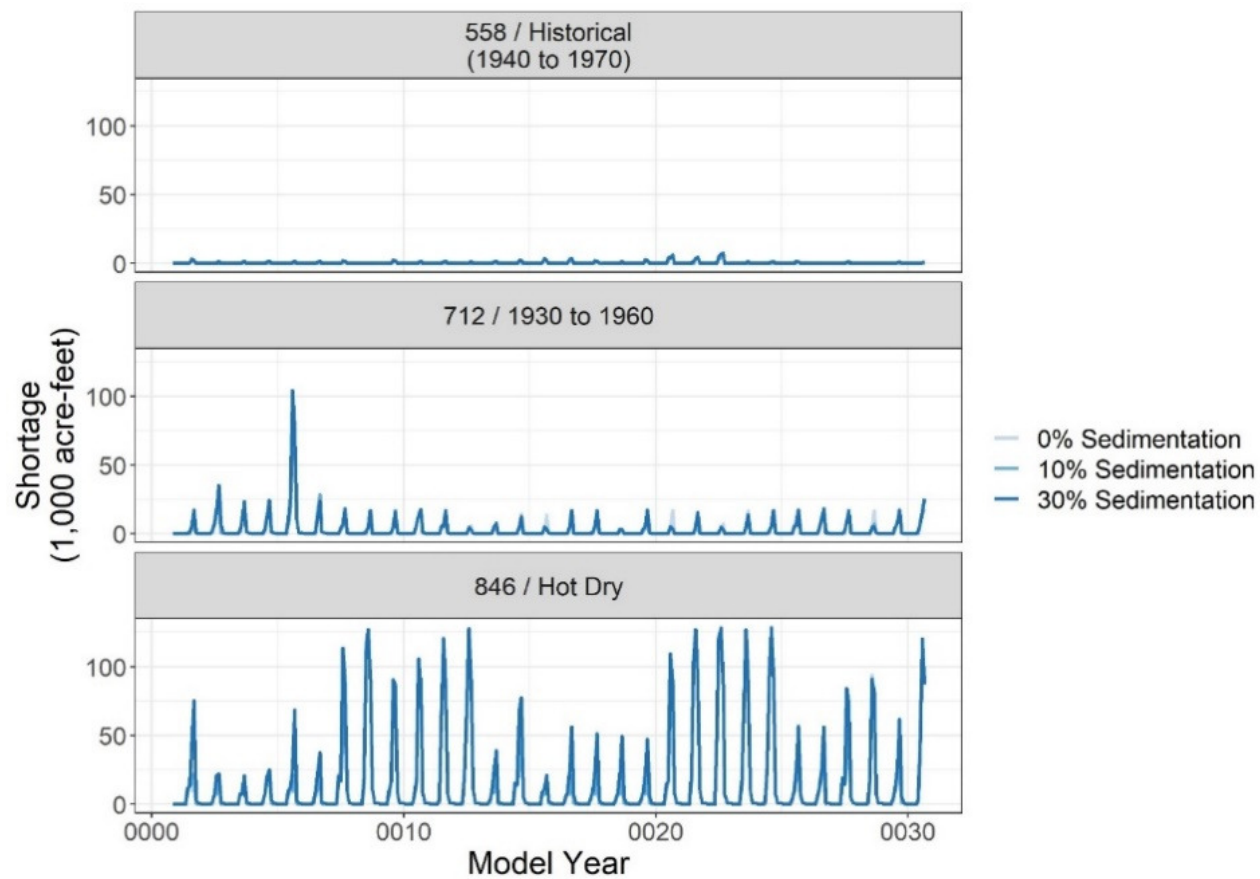 558 / Historical
(1940 to 1970)
100
50
0
712 / 1930 to 1960
100
50
0
846 / Hot Dry
100
50
0
0000 0010 0020 0030
Model Year
Shortage
(1,000 acre-feet)
0% Sedimentation
10% Sedimentation
30% Sedimentation